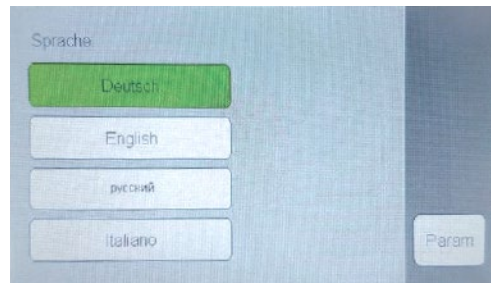 Sprache
Deutsch
English
русский
Italiano
Param